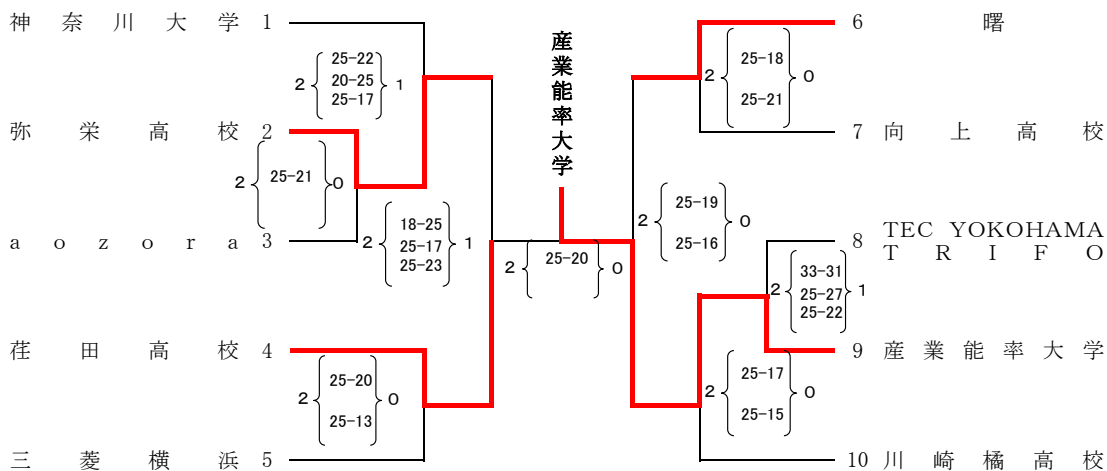 神奈川大学 1
2 25-22 1
20-25
25-17
弥栄高校 2
2 25-21 0
aozora 3
2 18-25 1
25-17
25-23
荏田高校 4
2 25-20 0
25-13
三菱横浜 5
産業能率大学
2 25-20 0
6 曙
2 25-18 0
25-21
7 向上高校
2 25-19 0
25-16
8 TEC YOKOHAMA
TRIFO
2 33-31 1
25-27
25-22
9 産業能率大学
2 25-17 0
25-15
10 川崎橘高校